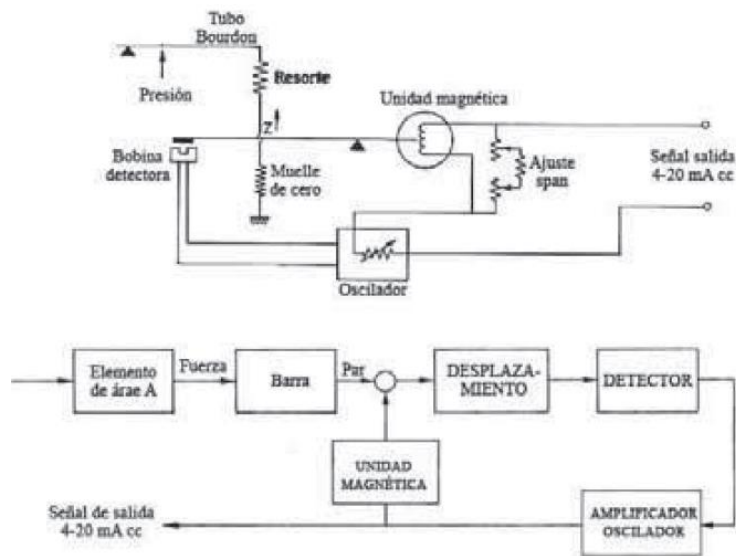 Tubo
Bourdon
Resorte
Presión
Unidad magnética
Z
Bobina
detectora
Muelle
de cero
Ajuste
span
Señal salida
4-20 mA cc
Oscilador
Elemento
de árae A
Fuerza
Barra
Par
DESPLAZA-
MIENTO
DETECTOR
UNIDAD
MAGNÉTICA
Señal de salida
4-20 mA cc
AMPLIFICADOR
OSCILADOR